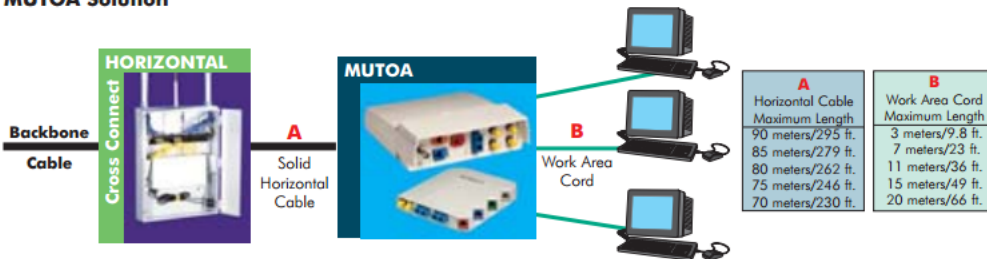 MUTOA Solution
HORIZONTAL
Cross Connect
Backbone
Cable
A
Solid
Horizontal
Cable
MUTOA
B
Work Area
Cord
A
Horizontal Cable
Maximum Length
90 meters/295 ft.
85 meters/279 ft.
80 meters/262 ft.
75 meters/246 ft.
70 meters/230 ft.
B
Work Area Cord
Maximum Length
3 meters/9.8 ft.
7 meters/23 ft.
11 meters/36 ft.
15 meters/49 ft.
20 meters/66 ft.